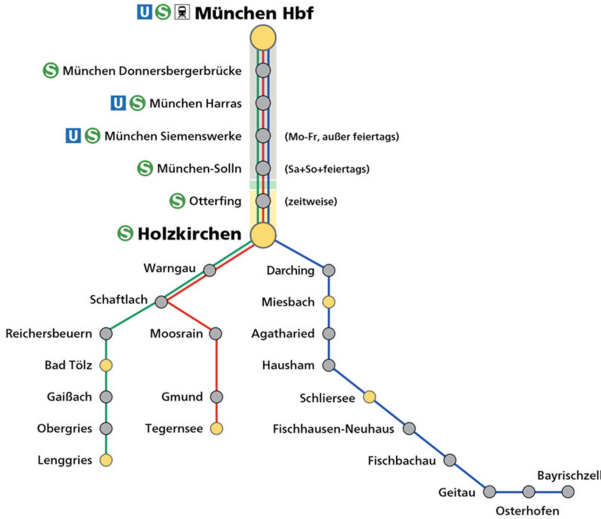 U S München Hbf
S München Donnersbergerbrücke
U S München Harras
U S München Siemenswerke (Mo-Fr, außer feiertags)
S München-Solln (Sa+So+feiertags)
S Otterfing (zeitweise)
S Holzkirchen
Warngau
Darching
Schaftlach
Miesbach
Reichersbeuern
Moosrain
Agatharied
Bad Tölz
Hausham
Gaißach
Gmund
Schliersee
Obergries
Tegernsee
Fischhausen-Neuhaus
Lenggries
Fischbachau
Bayrischzell
Geitau
Osterhofen